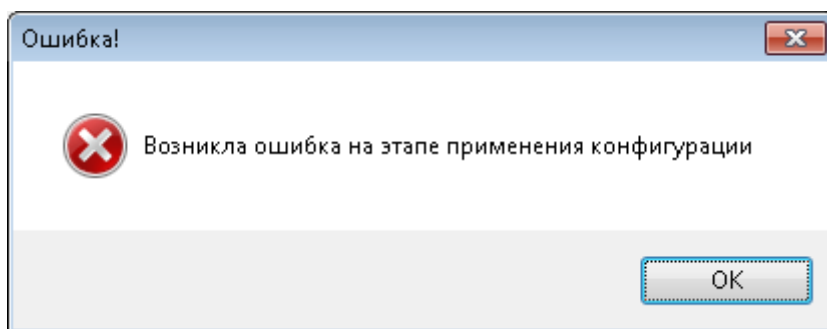 Ошибка!
Возникла ошибка на этапе применения конфигурации
OK